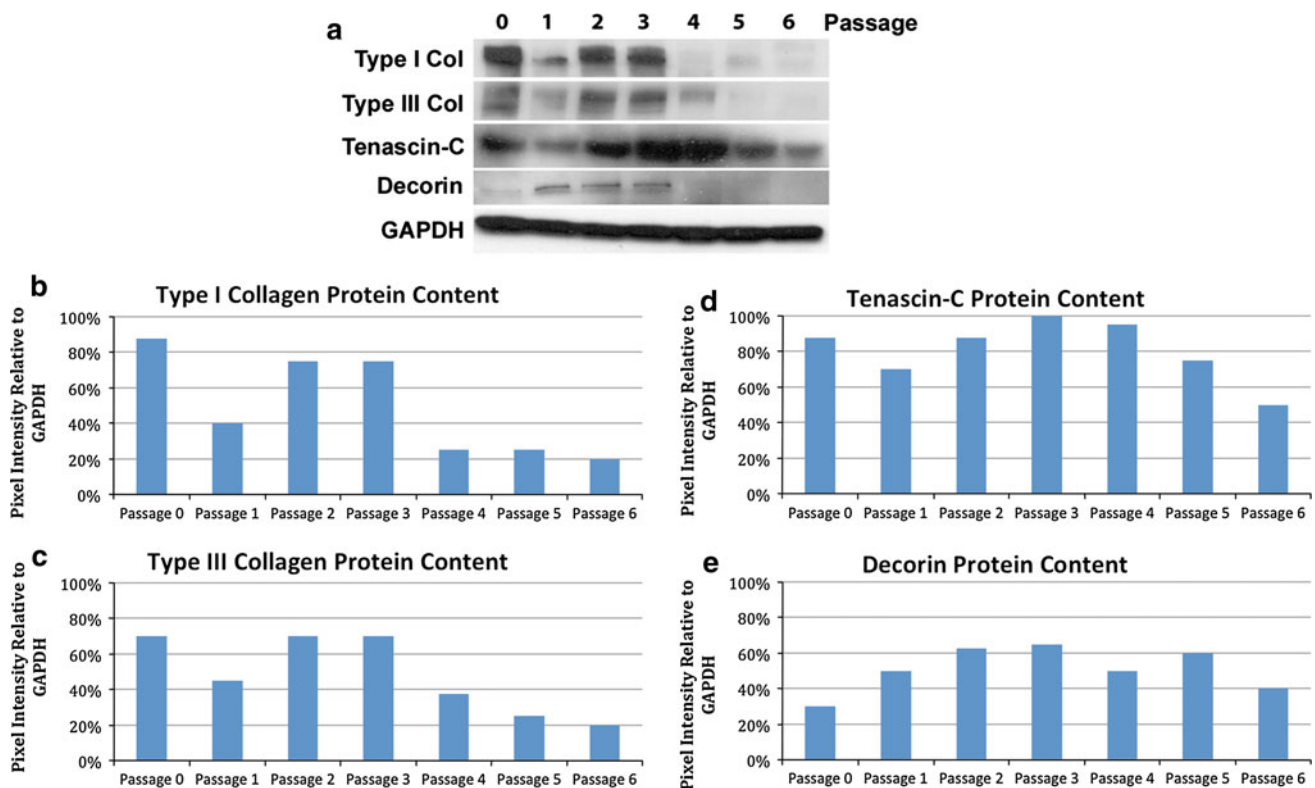 a
0 1 2 3 4 5 6 Passage
Type I Col
Type III Col
Tenascin-C
Decorin
GAPDH
b
Type I Collagen Protein Content
Pixel Intensity Relative to
GAPDH
100%
80%
60%
40%
20%
0%
Passage 0 Passage 1 Passage 2 Passage 3 Passage 4 Passage 5 Passage 6
c
Type III Collagen Protein Content
Pixel Intensity Relative to
GAPDH
100%
80%
60%
40%
20%
0%
Passage 0 Passage 1 Passage 2 Passage 3 Passage 4 Passage 5 Passage 6
d
Tenascin-C Protein Content
Pixel Intensity Relative to
GAPDH
100%
80%
60%
40%
20%
0%
Passage 0 Passage 1 Passage 2 Passage 3 Passage 4 Passage 5 Passage 6
e
Decorin Protein Content
Pixel Intensity Relative to
GAPDH
100%
80%
60%
40%
20%
0%
Passage 0 Passage 1 Passage 2 Passage 3 Passage 4 Passage 5 Passage 6